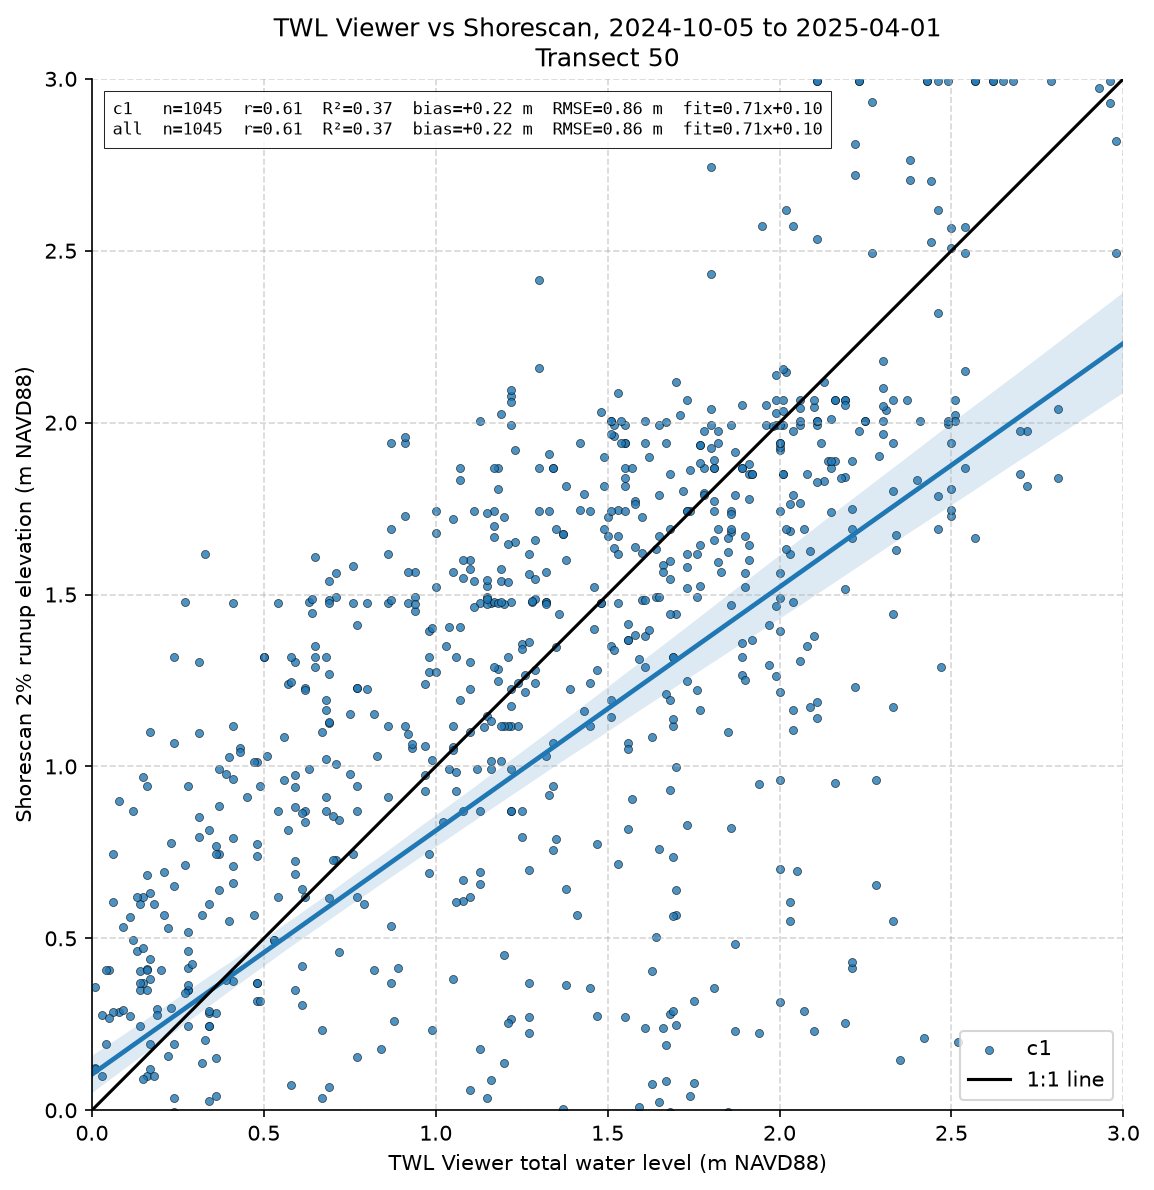 TWL Viewer vs Shorescan, 2024-10-05 to 2025-04-01
Transect 50
c1 n=1045 r=0.61 R²=0.37 bias=+0.22 m RMSE=0.86 m fit=0.71x+0.10
all n=1045 r=0.61 R²=0.37 bias=+0.22 m RMSE=0.86 m fit=0.71x+0.10
3.0
2.5
2.0
1.5
1.0
0.5
0.0
Shorescan 2% runup elevation (m NAVD88)
c1
1:1 line
0.0 0.5 1.0 1.5 2.0 2.5 3.0
TWL Viewer total water level (m NAVD88)